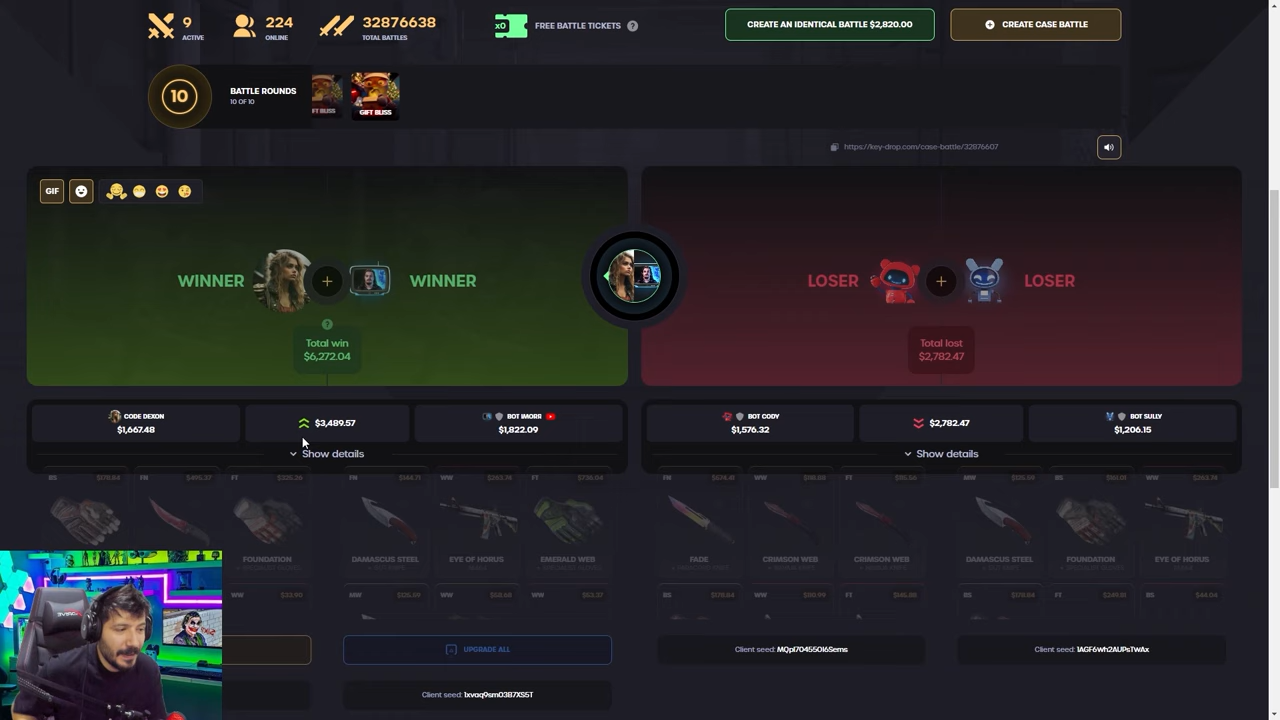 9
ACTIVE
224
ONLINE
32876638
TOTAL BATTLES
x0
FREE BATTLE TICKETS ?
CREATE AN IDENTICAL BATTLE $2,820.00
CREATE CASE BATTLE
10
BATTLE ROUNDS
10 OF 10
GIFT BLISS
https://key-drop.com/case-battle/32876607
GIF
WINNER
WINNER
LOSER
LOSER
Total win
$6,272.04
Total lost
$2,782.47
CODE DEXON
$1,667.48
$3,489.57
BOT IMORR
$1,822.09
BOT CODY
$1,576.32
$2,782.47
BOT SULLY
$1,206.15
Show details
Show details
FOUNDATION
DAMASCUS STEEL
EYE OF HORUS
EMERALD WEB
FADE
CRIMSON WEB
CRIMSON WEB
DAMASCUS STEEL
FOUNDATION
EYE OF HORUS
UPGRADE ALL
Client seed: MQpl704550I6Sems
Client seed: 1AGF6Wh2AUPsTWAx
Client seed: 1xvaq9sm03B7XS5T